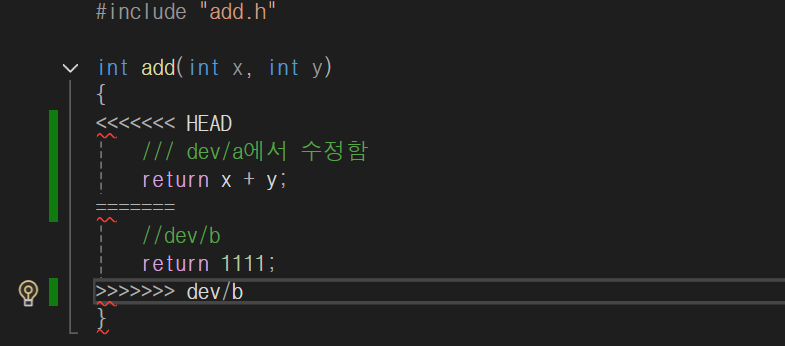 #include "add.h"
int add(int x, int y)
{
<<<<<<< HEAD
/// dev/a에서 수정함
return x + y;
=======
//dev/b
return 1111;
>>>>>>> dev/b
}